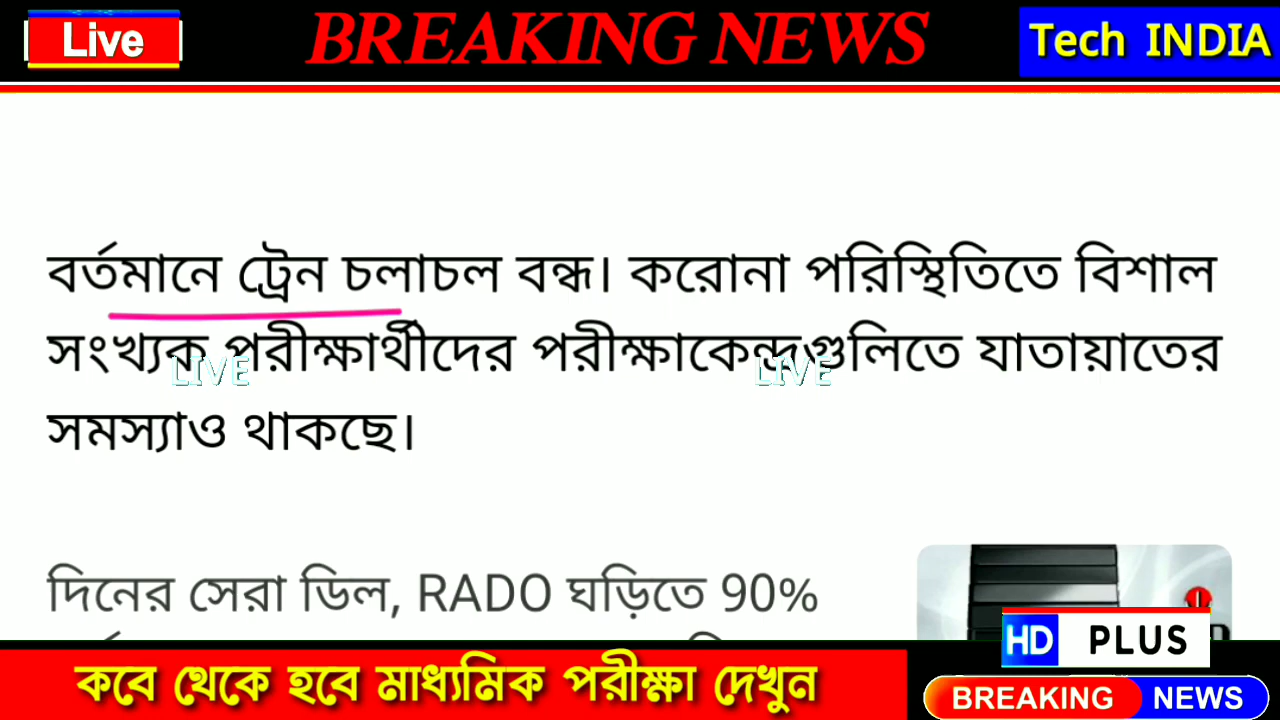 Live
BREAKING NEWS
Tech INDIA
বর্তমানে ট্রেন চলাচল বন্ধ। করোনা পরিস্থিতিতে বিশাল
সংখ্যক পরীক্ষার্থীদের পরীক্ষাকেন্দ্রগুলিতে যাতায়াতের
LIVE LIVE
সমস্যাও থাকছে।
দিনের সেরা ডিল, RADO ঘড়িতে 90%
HD PLUS
কবে থেকে হবে মাধ্যমিক পরীক্ষা দেখুন
BREAKING NEWS